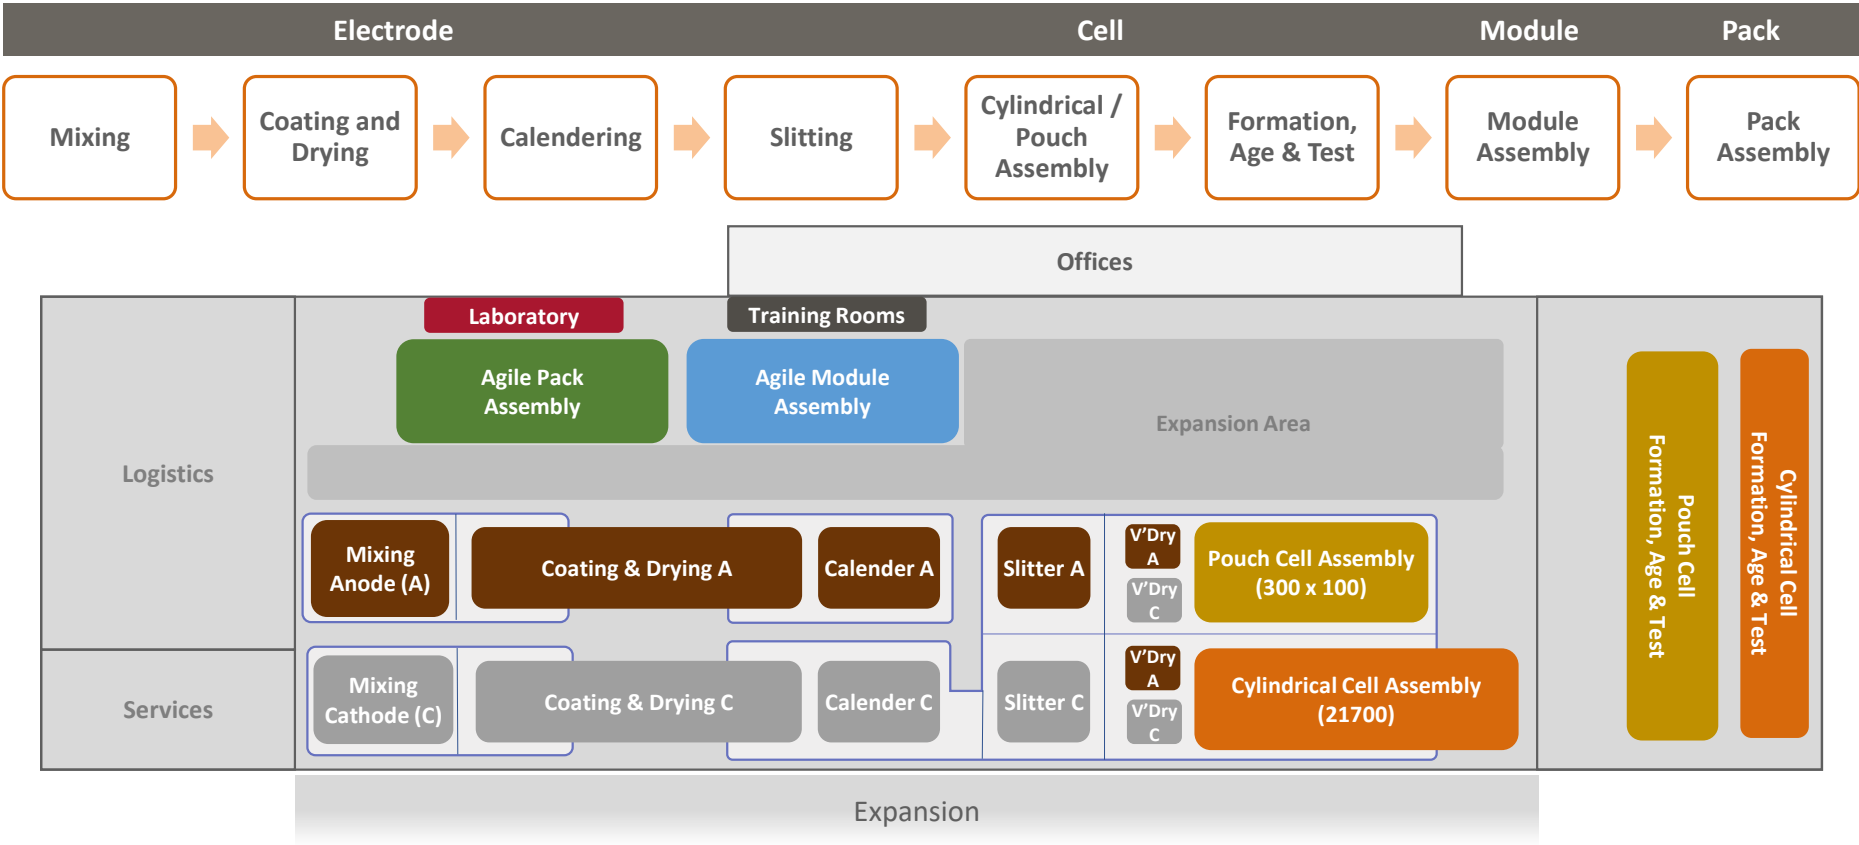 Electrode
Cell
Module
Pack
Mixing
Coating and
Drying
Calendering
Slitting
Cylindrical /
Pouch
Assembly
Formation,
Age & Test
Module
Assembly
Pack
Assembly
Offices
Laboratory
Training Rooms
Agile Pack
Assembly
Agile Module
Assembly
Expansion Area
Logistics
Services
Mixing
Anode (A)
Coating & Drying A
Calender A
Slitter A
V'Dry
A
V'Dry
C
Pouch Cell Assembly
(300 x 100)
Mixing
Cathode (C)
Coating & Drying C
Calender C
Slitter C
V'Dry
A
V'Dry
C
Cylindrical Cell Assembly
(21700)
Pouch Cell
Formation, Age & Test
Cylindrical Cell
Formation, Age & Test
Expansion